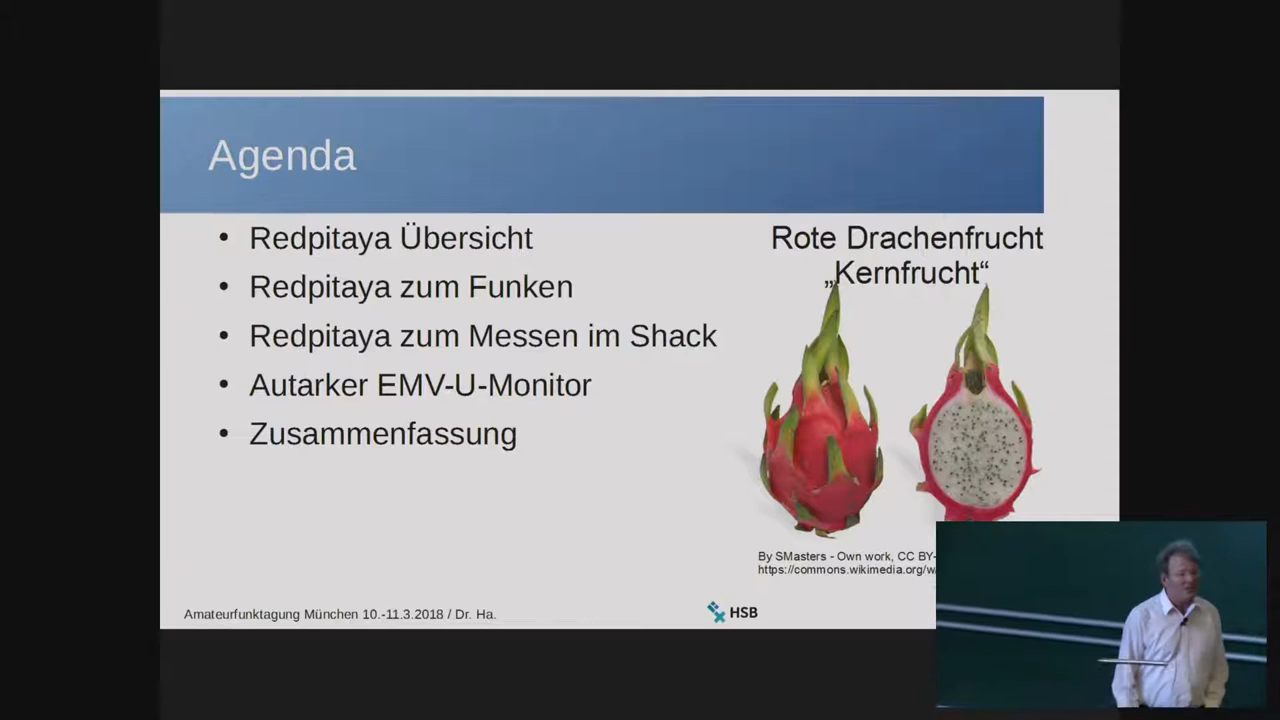 Agenda
Redpitaya Übersicht
Redpitaya zum Funken
Redpitaya zum Messen im Shack
Autarker EMV-U-Monitor
Zusammenfassung
Rote Drachenfrucht
„Kernfrucht“
By SMasters - Own work, CC BY-
https://commons.wikimedia.org/w
Amateurfunktagung München 10.-11.3.2018 / Dr. Ha.
HSB